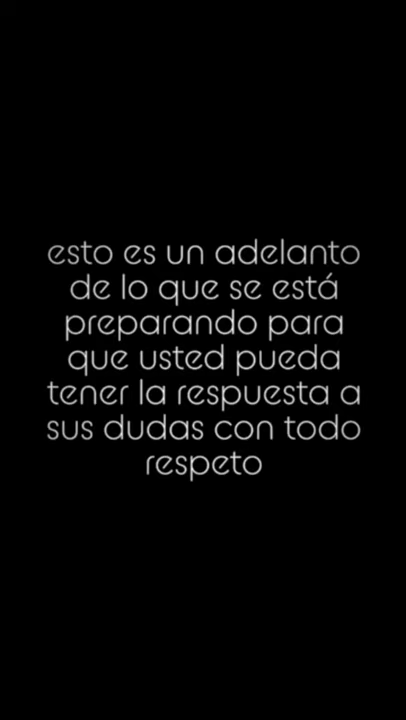 esto es un adelanto
de lo que se está
preparando para
que usted pueda
tener la respuesta a
sus dudas con todo
respeto